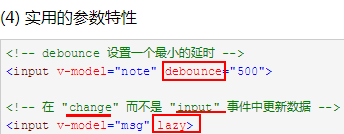 (4) 实用的参数特性
<!-- debounce 设置一个最小的延时 -->
<input v-model="note" debounce="500">
<!-- 在 "change" 而不是 "input" 事件中更新数据 -->
<input v-model="msg" lazy>